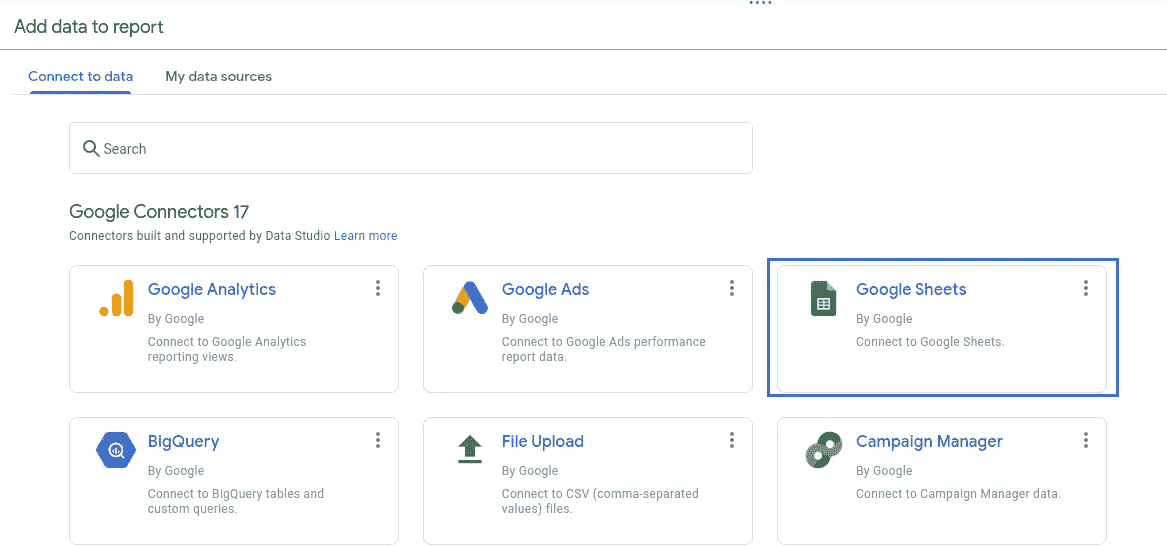 Add data to report
Connect to data
My data sources
Search
Google Connectors 17
Connectors built and supported by Data Studio Learn more
Google Analytics
By Google
Connect to Google Analytics
reporting views.
Google Ads
By Google
Connect to Google Ads performance
report data.
Google Sheets
By Google
Connect to Google Sheets.
BigQuery
By Google
Connect to BigQuery tables and
custom queries.
File Upload
By Google
Connect to CSV (comma-separated
values) files.
Campaign Manager
By Google
Connect to Campaign Manager data.